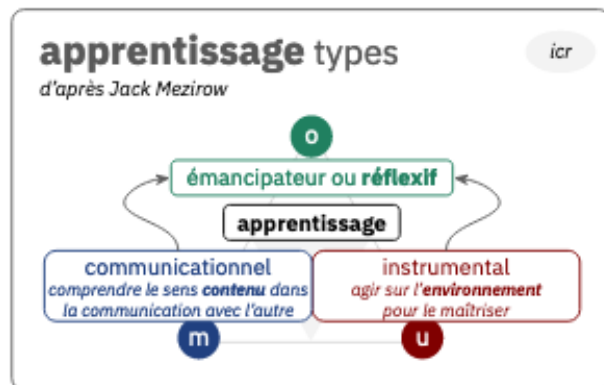 apprentissage types
icr
d'après Jack Mezirow
o
émancipateur ou réflexif
apprentissage
communicationnel
comprendre le sens contenu dans
la communication avec l'autre
instrumental
agir sur l'environnement
pour le maîtriser
m
u